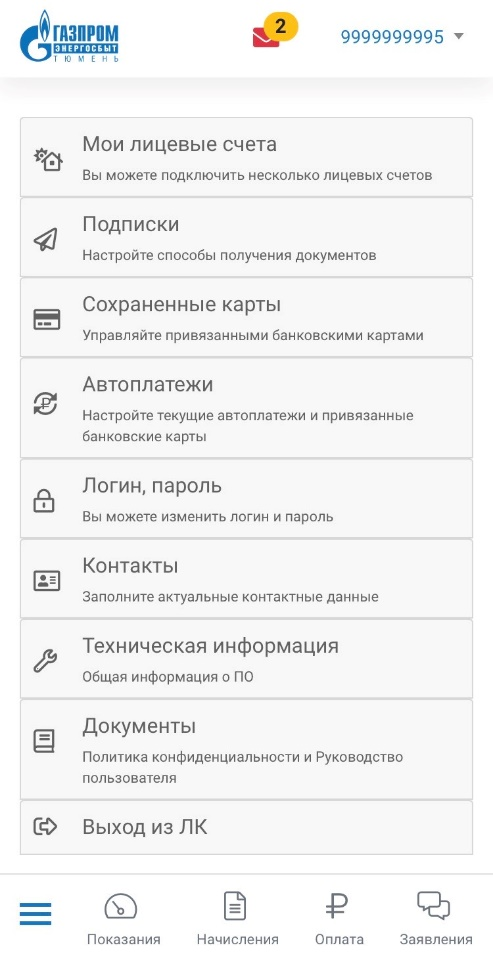 ГАЗПРОМ
ЭНЕРГОСБЫТ
ТЮМЕНЬ
2
9999999995
Мои лицевые счета
Вы можете подключить несколько лицевых счетов
Подписки
Настройте способы получения документов
Сохраненные карты
Управляйте привязанными банковскими картами
Автоплатежи
Настройте текущие автоплатежи и привязанные
банковские карты
Логин, пароль
Вы можете изменить логин и пароль
Контакты
Заполните актуальные контактные данные
Техническая информация
Общая информация о ПО
Документы
Политика конфиденциальности и Руководство
пользователя
Выход из ЛК
Показания
Начисления
Оплата
Заявления